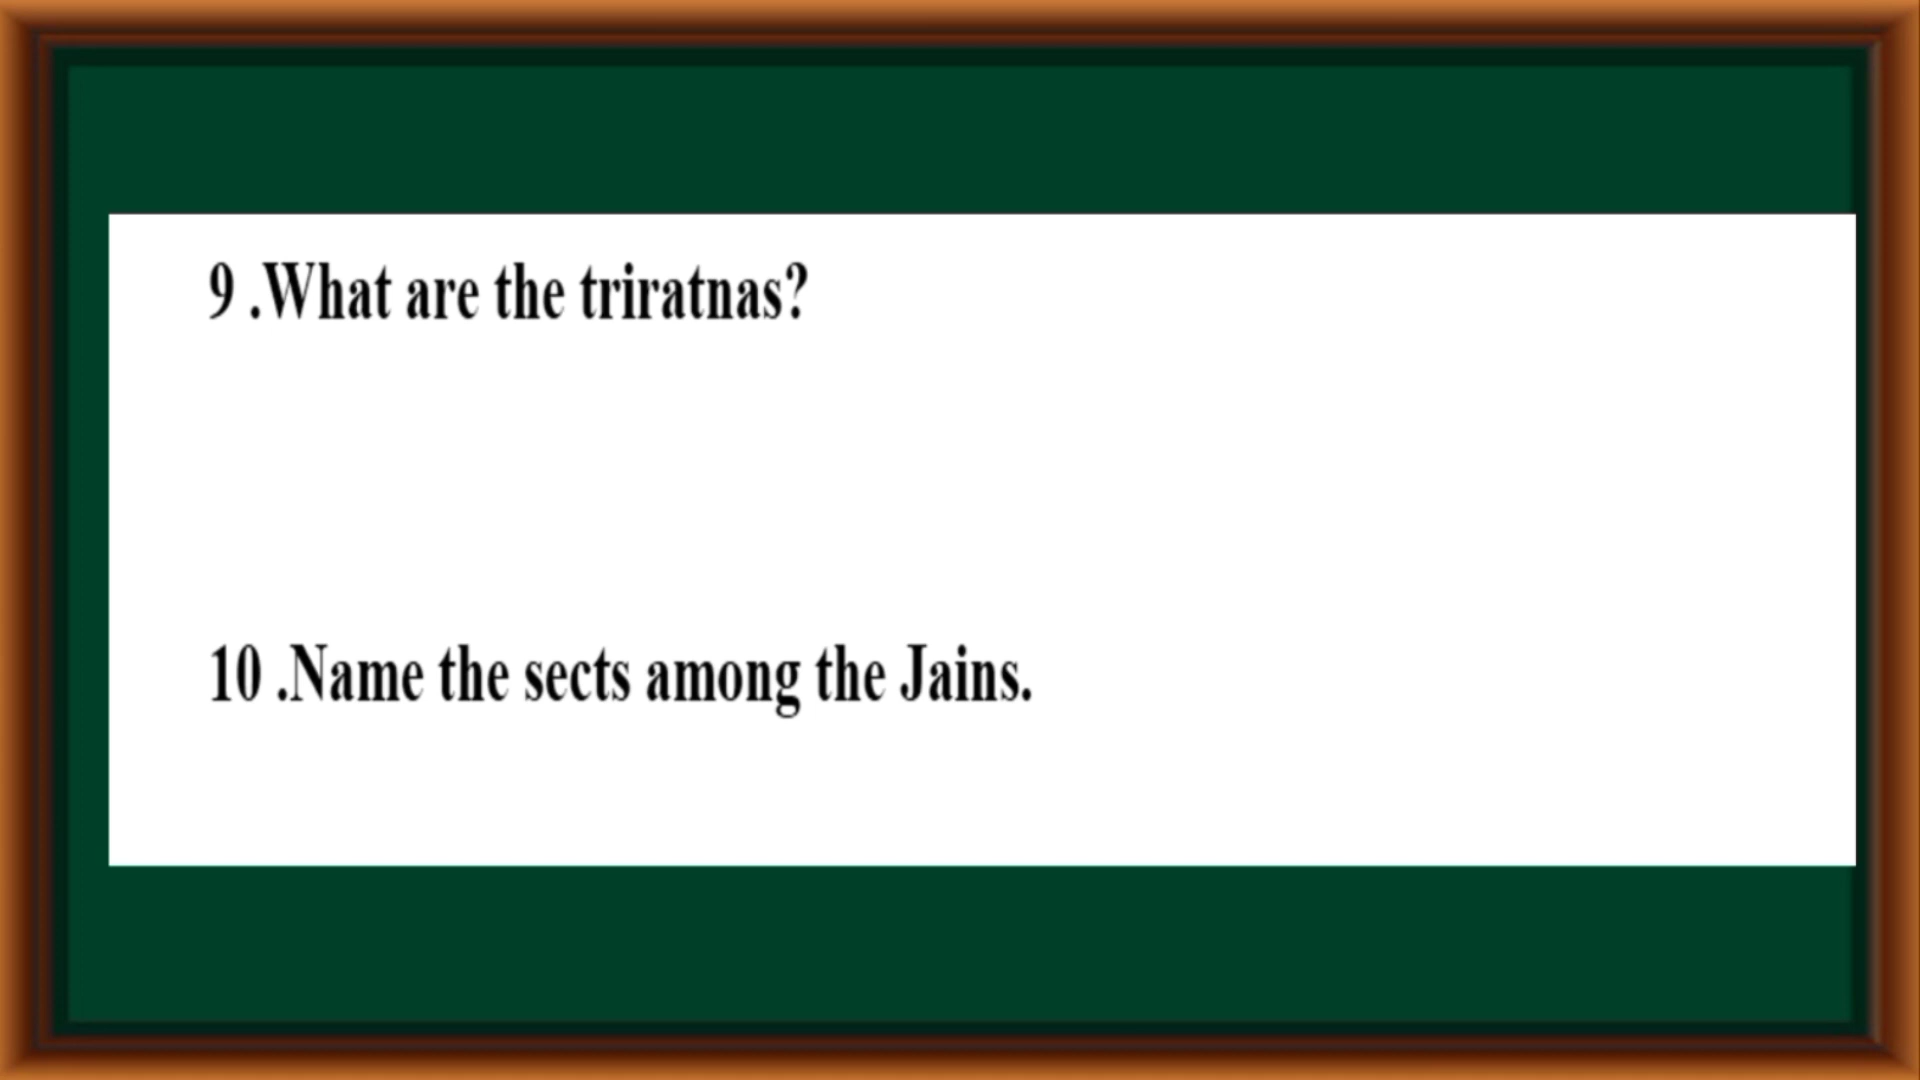 9 .What are the triratnas?
10 .Name the sects among the Jains.